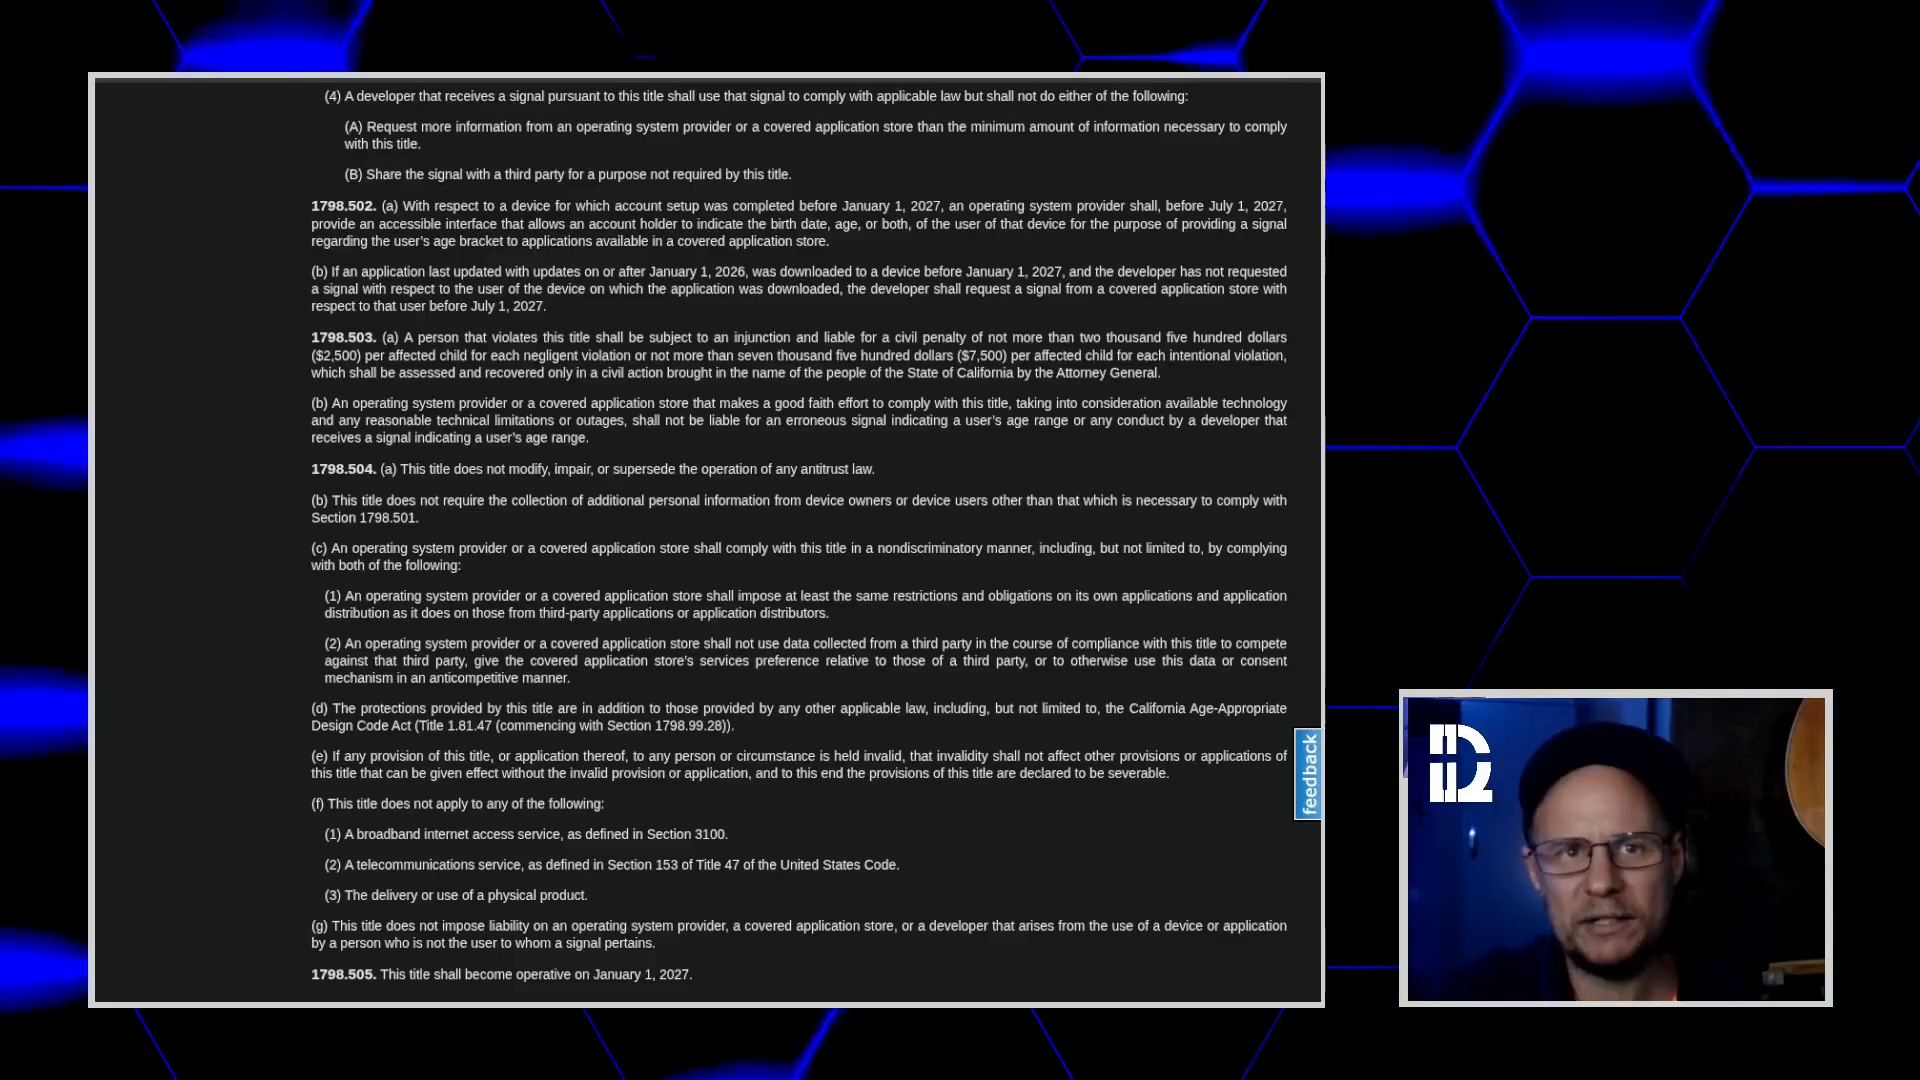 (4) A developer that receives a signal pursuant to this title shall use that signal to comply with applicable law but shall not do either of the following:
(A) Request more information from an operating system provider or a covered application store than the minimum amount of information necessary to comply
with this title.
(B) Share the signal with a third party for a purpose not required by this title.
1798.502. (a) With respect to a device for which account setup was completed before January 1, 2027, an operating system provider shall, before July 1, 2027,
provide an accessible interface that allows an account holder to indicate the birth date, age, or both, of the user of that device for the purpose of providing a signal
regarding the user's age bracket to applications available in a covered application store.
(b) If an application last updated with updates on or after January 1, 2026, was downloaded to a device before January 1, 2027, and the developer has not requested
a signal with respect to the user of the device on which the application was downloaded, the developer shall request a signal from a covered application store with
respect to that user before July 1, 2027.
1798.503. (a) A person that violates this title shall be subject to an injunction and liable for a civil penalty of not more than two thousand five hundred dollars
($2,500) per affected child for each negligent violation or not more than seven thousand five hundred dollars ($7,500) per affected child for each intentional violation,
which shall be assessed and recovered only in a civil action brought in the name of the people of the State of California by the Attorney General.
(b) An operating system provider or a covered application store that makes a good faith effort to comply with this title, taking into consideration available technology
and any reasonable technical limitations or outages, shall not be liable for an erroneous signal indicating a user's age range or any conduct by a developer that
receives a signal indicating a user's age range.
1798.504. (a) This title does not modify, impair, or supersede the operation of any antitrust law.
(b) This title does not require the collection of additional personal information from device owners or device users other than that which is necessary to comply with
Section 1798.501.
(c) An operating system provider or a covered application store shall comply with this title in a nondiscriminatory manner, including, but not limited to, by complying
with both of the following:
(1) An operating system provider or a covered application store shall impose at least the same restrictions and obligations on its own applications and application
distribution as it does on those from third-party applications or application distributors.
(2) An operating system provider or a covered application store shall not use data collected from a third party in the course of compliance with this title to compete
against that third party, give the covered application store's services preference relative to those of a third party, or to otherwise use this data or consent
mechanism in an anticompetitive manner.
(d) The protections provided by this title are in addition to those provided by any other applicable law, including, but not limited to, the California Age-Appropriate
Design Code Act (Title 1.81.47 (commencing with Section 1798.99.28)).
(e) If any provision of this title, or application thereof, to any person or circumstance is held invalid, that invalidity shall not affect other provisions or applications of
this title that can be given effect without the invalid provision or application, and to this end the provisions of this title are declared to be severable.
(f) This title does not apply to any of the following:
(1) A broadband internet access service, as defined in Section 3100.
(2) A telecommunications service, as defined in Section 153 of Title 47 of the United States Code.
(3) The delivery or use of a physical product.
(g) This title does not impose liability on an operating system provider, a covered application store, or a developer that arises from the use of a device or application
by a person who is not the user to whom a signal pertains.
1798.505. This title shall become operative on January 1, 2027.
feedback